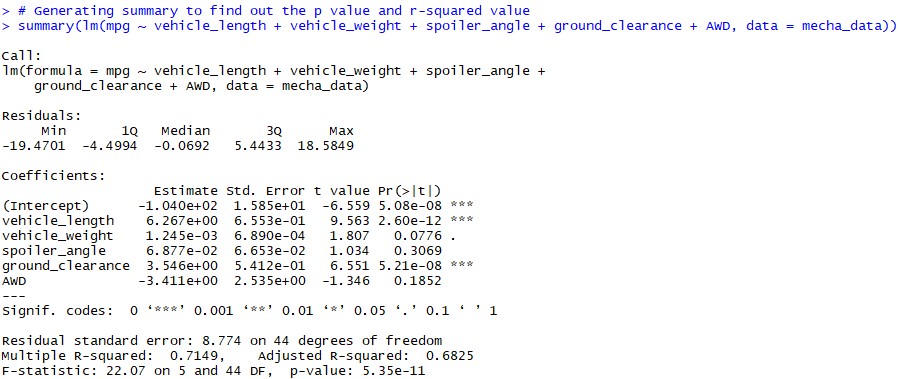 > # Generating summary to find out the p value and r-squared value
> summary(lm(mpg ~ vehicle_length + vehicle_weight + spoiler_angle + ground_clearance + AWD, data = mecha_data))
Call:
lm(formula = mpg ~ vehicle_length + vehicle_weight + spoiler_angle +
    ground_clearance + AWD, data = mecha_data)
Residuals:
     Min       1Q   Median       3Q      Max
-19.4701  -4.4994  -0.0692   5.4433  18.5849
Coefficients:
                   Estimate Std. Error t value Pr(>|t|)
(Intercept)      -1.040e+02  1.585e+01  -6.559 5.08e-08 ***
vehicle_length    6.267e+00  6.553e-01   9.563 2.60e-12 ***
vehicle_weight    1.245e-03  6.890e-04   1.807   0.0776 .
spoiler_angle     6.877e-02  6.653e-02   1.034   0.3069
ground_clearance  3.546e+00  5.412e-01   6.551 5.21e-08 ***
AWD              -3.411e+00  2.535e+00  -1.346   0.1852
---
Signif. codes:  0 ‘***’ 0.001 ‘**’ 0.01 ‘*’ 0.05 ‘.’ 0.1 ‘ ’ 1
Residual standard error: 8.774 on 44 degrees of freedom
Multiple R-squared:  0.7149,    Adjusted R-squared:  0.6825
F-statistic: 22.07 on 5 and 44 DF,  p-value: 5.35e-11